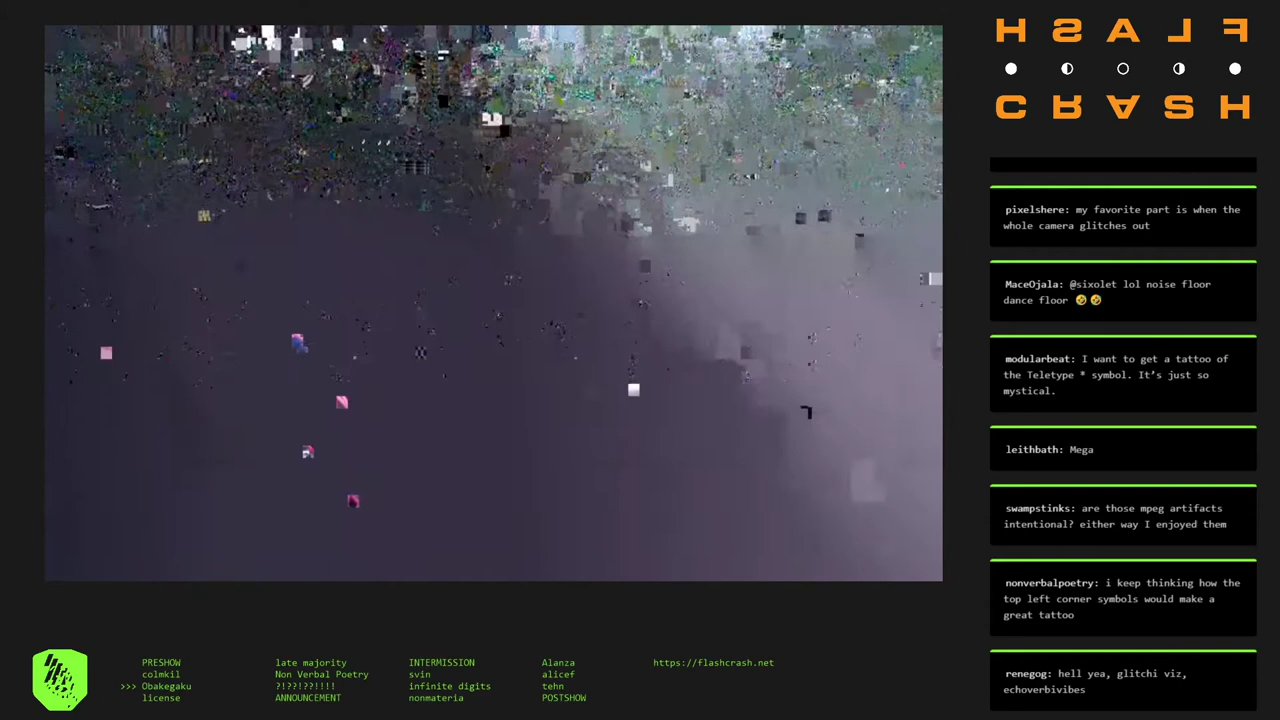 FLASH
CRASH
pixelshere: my favorite part is when the
whole camera glitches out
MaceOjala: @sixolet lol noise floor
dance floor 🤣🤣
modularbeat: I want to get a tattoo of
the Teletype * symbol. It’s just so
mystical.
leithbath: Mega
swampstinks: are those mpeg artifacts
intentional? either way I enjoyed them
nonverbalpoetry: i keep thinking how the
top left corner symbols would make a
great tattoo
renegog: hell yea, glitchi viz,
echoverbivibes
PRESHOW
colmkil
>>> Obakegaku
license
late majority
Non Verbal Poetry
?!??!??!!!!
ANNOUNCEMENT
INTERMISSION
svin
infinite digits
nonmateria
Alanza
alicef
tehn
POSTSHOW
https://flashcrash.net